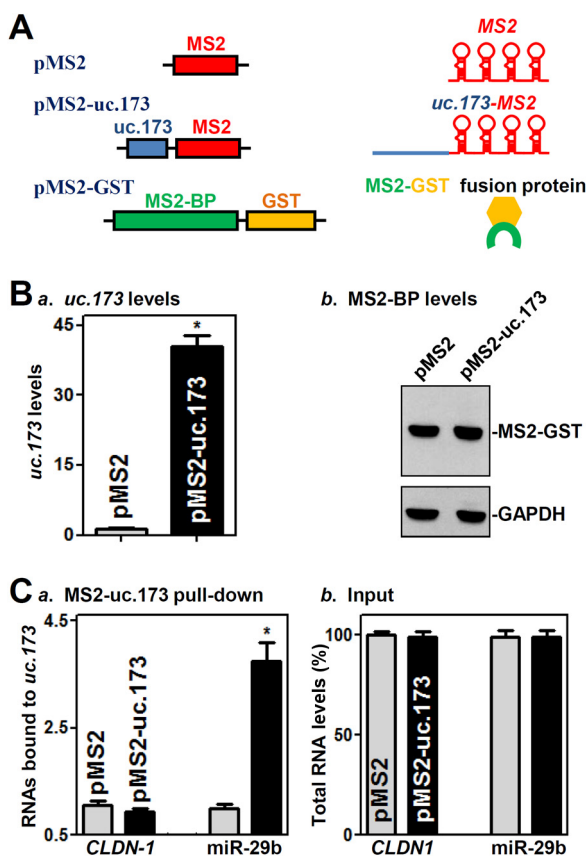 A
pMS2
MS2
MS2
pMS2-uc.173
uc.173 MS2
uc.173-MS2
pMS2-GST
MS2-BP GST
MS2-GST fusion protein
B
a. uc.173 levels
uc.173 levels
45
30
15
0
pMS2
pMS2-uc.173
*
b. MS2-BP levels
pMS2
pMS2-uc.173
-MS2-GST
-GAPDH
C
a. MS2-uc.173 pull-down
RNAs bound to uc.173
4.5
2.5
0.5
pMS2
pMS2-uc.173
*
CLDN-1 miR-29b
b. Input
Total RNA levels (%)
100
50
0
pMS2
pMS2-uc.173
CLDN1 miR-29b